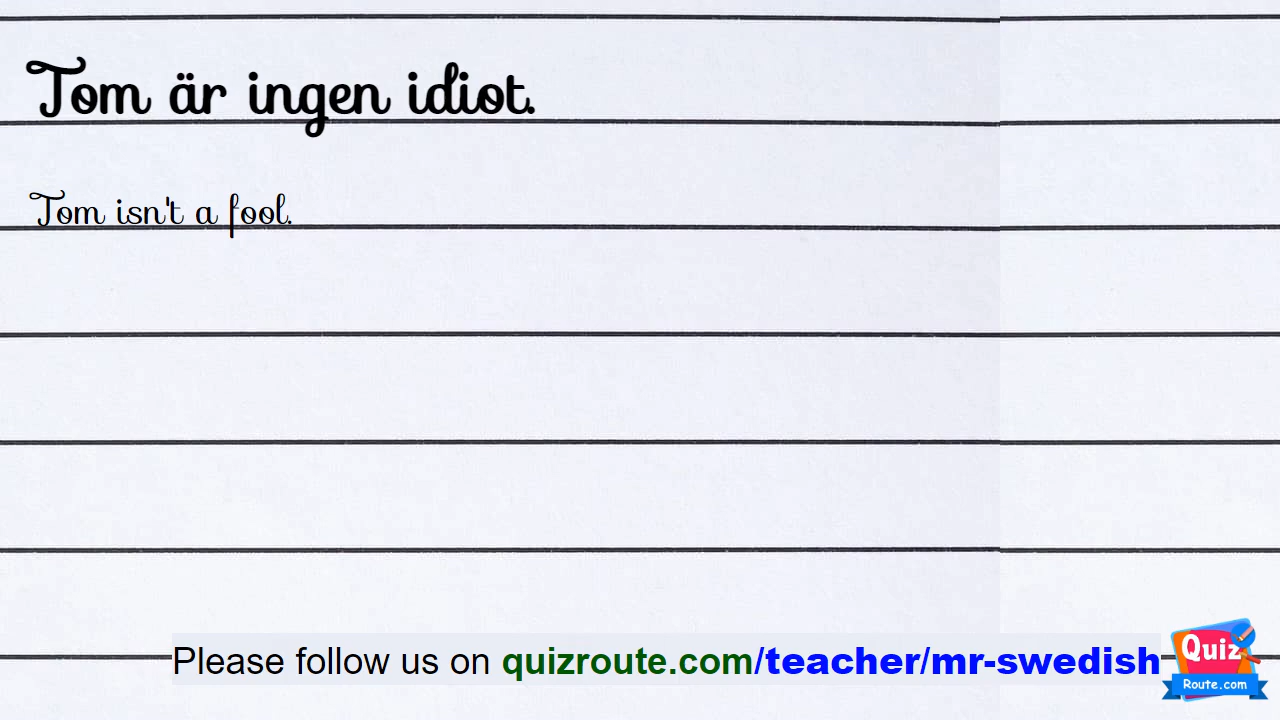 Tom är ingen idiot.
Tom isn't a fool.
Please follow us on quizroute.com/teacher/mr-swedish
Quiz
Route.com